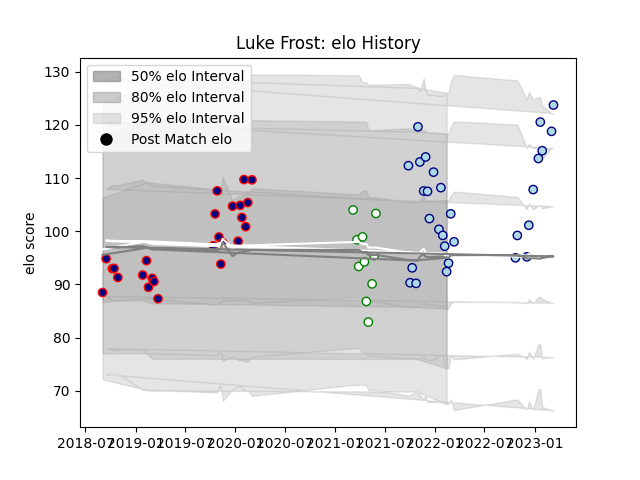 Luke Frost: elo History
50% elo Interval
80% elo Interval
95% elo Interval
Post Match elo
elo score
130
120
110
100
90
80
70
2018-07 2019-01 2019-07 2020-01 2020-07 2021-01 2021-07 2022-01 2022-07 2023-01